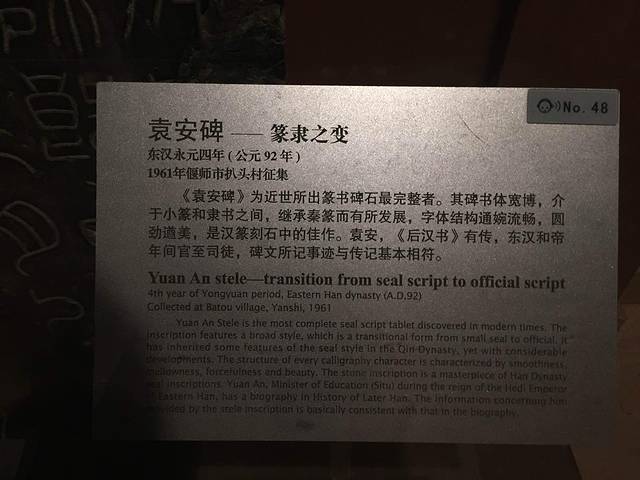 No. 48
袁安碑 —— 篆隶之变
东汉永元四年(公元92年)
1961年偃师市扒头村征集
《袁安碑》为近世所出篆书碑石最完整者。其碑书体宽博，介
于小篆和隶书之间，继承秦篆而有所发展，字体结构通婉流畅，圆
劲遒美，是汉篆刻石中的佳作。袁安，《后汉书》有传，东汉和帝
年间官至司徒，碑文所记事迹与传记基本相符。
Yuan An stele—transition from seal script to official script
4th year of Yongyuan period, Eastern Han dynasty (A.D.92)
Collected at Batou village, Yanshi, 1961
Yuan An Stele is the most complete seal script tablet discovered in modern times. The
inscription features a broad style, which is a transitional form from small seal to official. It
has inherited some features of the seal style in the Qin Dynasty, yet with considerable
developments. The structure of every calligraphy character is characterized by smoothness,
mellowness, forcefulness and beauty. The stone inscription is a masterpiece of Han Dynasty
seal inscriptions. Yuan An, Minister of Education (Situ) during the reign of the Hedi Emperor
of Eastern Han, has a biography in History of Later Han. The information concerning him
provided by the stele inscription is basically consistent with that in the biography.